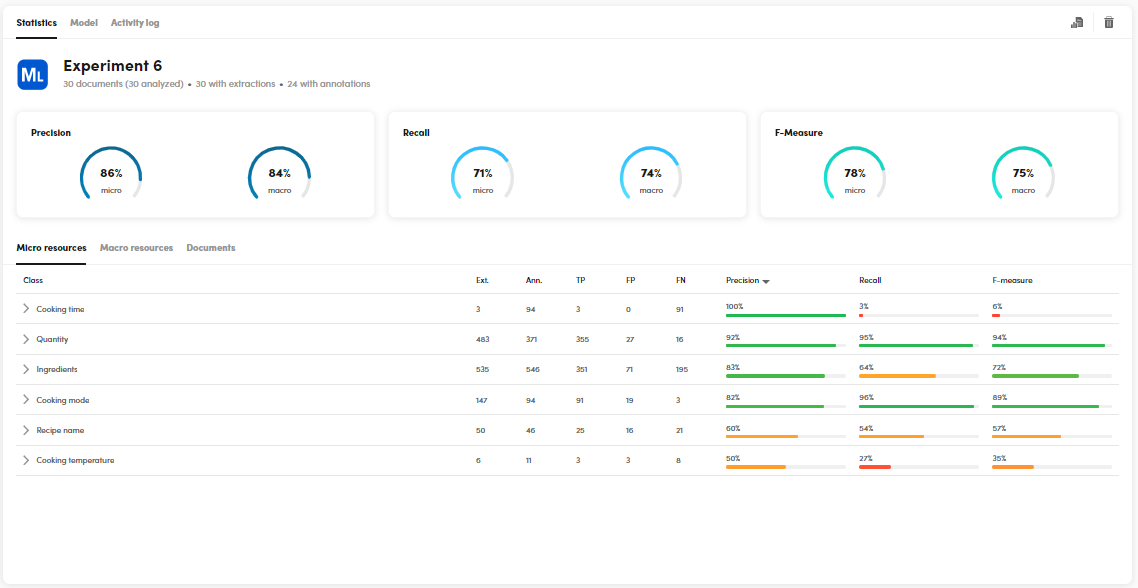 Statistics Model Activity log
ML Experiment 6
30 documents (30 analyzed) • 30 with extractions • 24 with annotations
Precision
86% micro
84% macro
Recall
71% micro
74% macro
F-Measure
78% micro
75% macro
Micro resources Macro resources Documents
Class Ext. Ann. TP FP FN Precision Recall F-measure
Cooking time 3 94 3 0 91 100% 3% 6%
Quantity 483 371 355 27 16 92% 95% 94%
Ingredients 535 546 351 71 195 83% 64% 72%
Cooking mode 147 94 91 19 3 82% 96% 89%
Recipe name 50 46 25 16 21 60% 54% 57%
Cooking temperature 6 11 3 3 8 50% 27% 35%